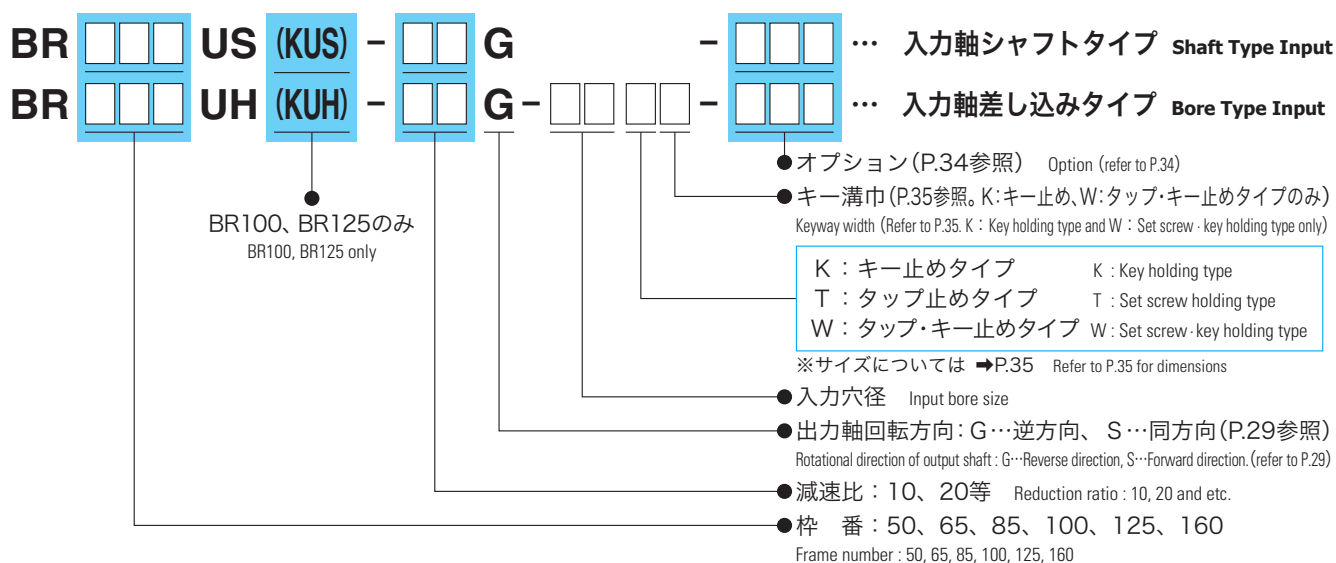 BR □□□ US (KUS) − □□ G − □□□ … 入力軸シャフトタイプ Shaft Type Input
BR □□□ UH (KUH) − □□ G − □□ □□ − □□□ … 入力軸差し込みタイプ Bore Type Input
●オプション(P.34参照) Option (refer to P.34)
●キー溝巾(P.35参照。K:キー止め、W:タップ・キー止めタイプのみ)
Keyway width (Refer to P.35. K : Key holding type and W : Set screw · key holding type only)
BR100、BR125のみ
BR100, BR125 only
K：キー止めタイプ K : Key holding type
T：タップ止めタイプ T : Set screw holding type
W：タップ・キー止めタイプ W : Set screw · key holding type
※サイズについては ➡P.35 Refer to P.35 for dimensions
●入力穴径 Input bore size
●出力軸回転方向：G…逆方向、S…同方向(P.29参照)
Rotational direction of output shaft : G…Reverse direction, S…Forward direction. (refer to P.29)
●減速比：10、20等 Reduction ratio : 10, 20 and etc.
●枠 番：50、65、85、100、125、160
Frame number : 50, 65, 85, 100, 125, 160